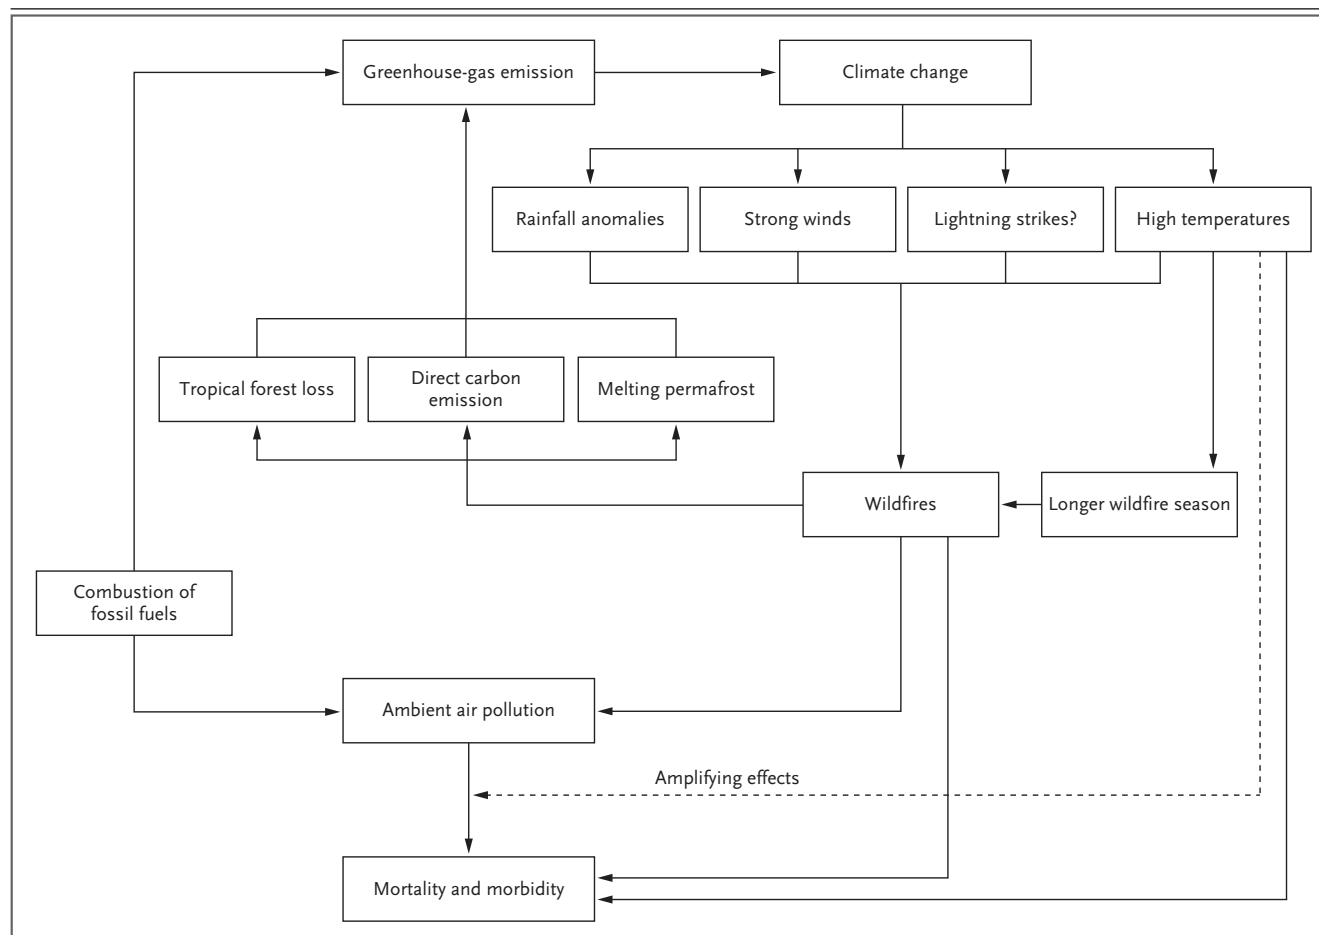 Greenhouse-gas emission
Climate change
Rainfall anomalies
Strong winds
Lightning strikes?
High temperatures
Tropical forest loss
Direct carbon
emission
Melting permafrost
Wildfires
Longer wildfire season
Combustion of
fossil fuels
Ambient air pollution
Amplifying effects
Mortality and morbidity